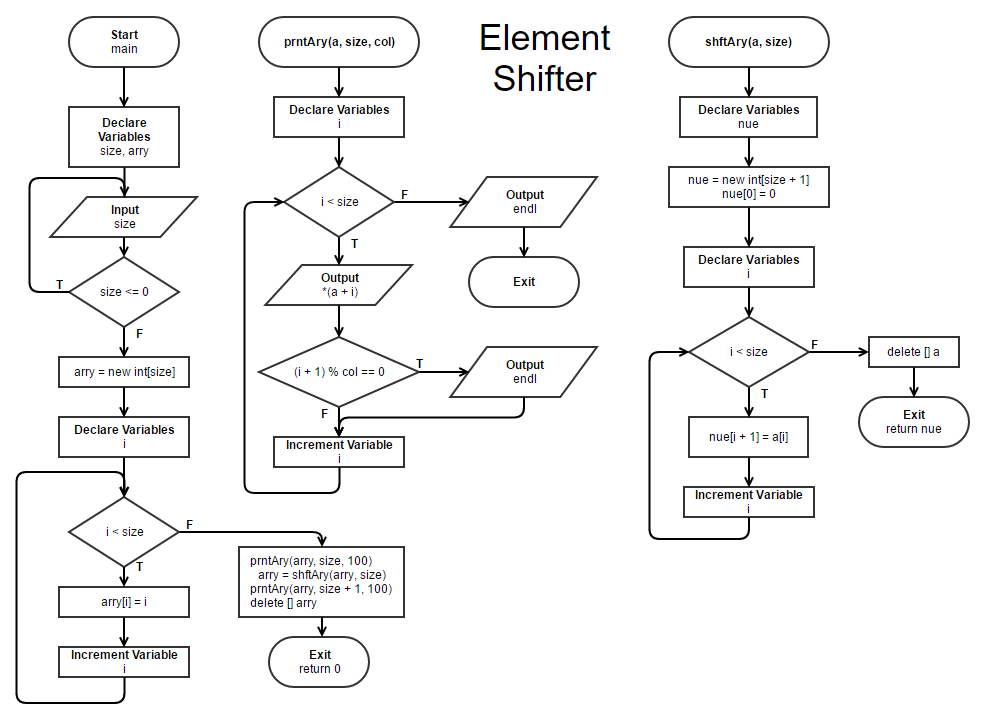 Element
Shifter
Start
main
Declare
Variables
size, arry
Input
size
size <= 0
T
F
arry = new int[size]
Declare Variables
i
i < size
F
T
arry[i] = i
Increment Variable
i
prntAry(arry, size, 100)
arry = shftAry(arry, size)
prntAry(arry, size + 1, 100)
delete [] arry
Exit
return 0
prntAry(a, size, col)
Declare Variables
i
i < size
F
T
Output
endl
Exit
Output
*(a + i)
(i + 1) % col == 0
T
F
Output
endl
Increment Variable
i
shftAry(a, size)
Declare Variables
nue
nue = new int[size + 1]
nue[0] = 0
Declare Variables
i
i < size
F
T
delete [] a
Exit
return nue
nue[i + 1] = a[i]
Increment Variable
i